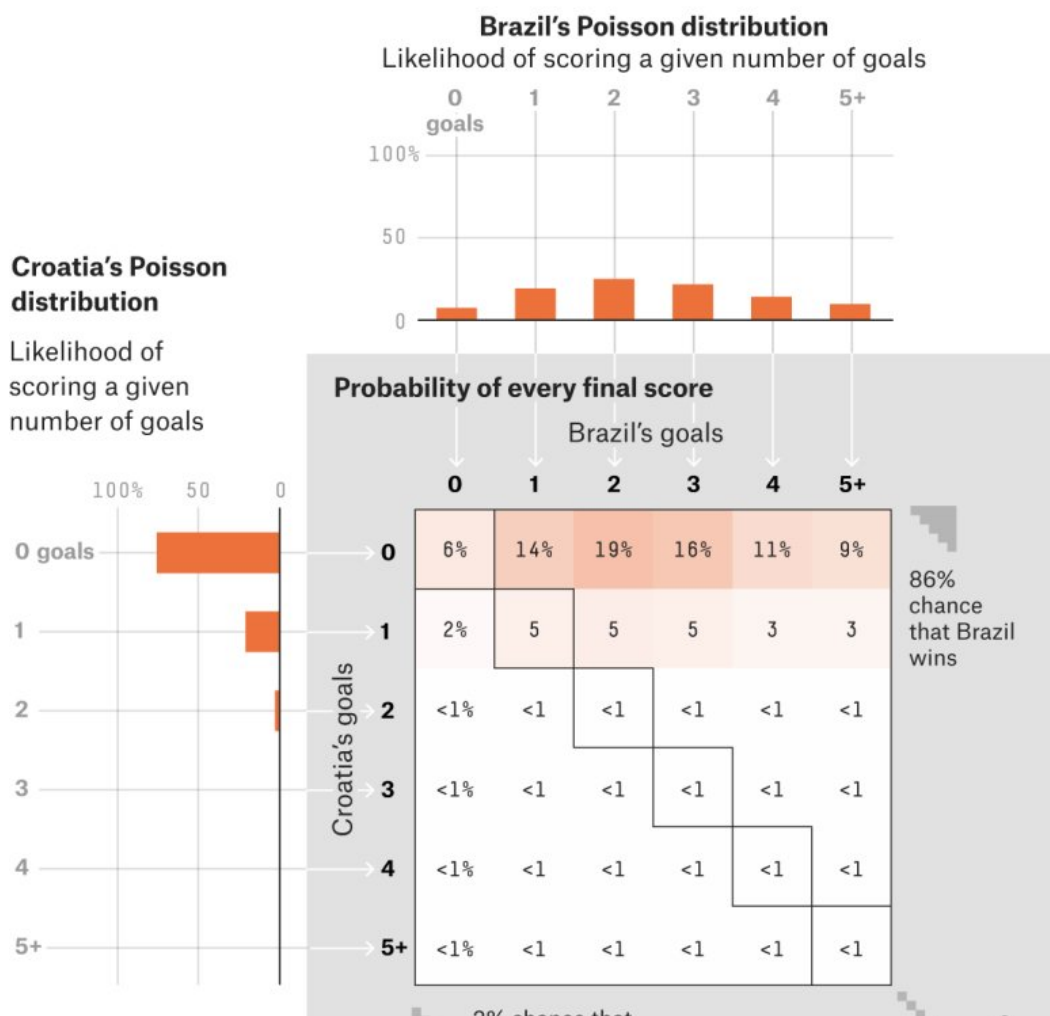 Brazil's Poisson distribution
Likelihood of scoring a given number of goals
0 1 2 3 4 5+
goals
100%
50
0
Croatia's Poisson
distribution
Likelihood of
scoring a given
number of goals
Probability of every final score
Brazil's goals
100% 50 0
0 1 2 3 4 5+
0 goals 0 6% 14% 19% 16% 11% 9%
86%
chance
that Brazil
wins
1 1 2% 5 5 5 3 3
Croatia's goals
2 2 <1% <1 <1 <1 <1 <1
3 3 <1% <1 <1 <1 <1 <1
4 4 <1% <1 <1 <1 <1 <1
5+ 5+ <1% <1 <1 <1 <1 <1
chance that